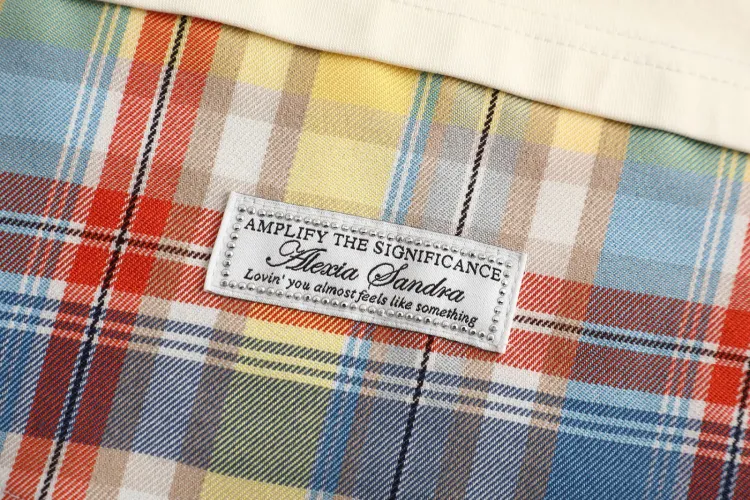 AMPLIFY THE SIGNIFICANCE
Alexia Sandra
Lovin' you almost feels like something